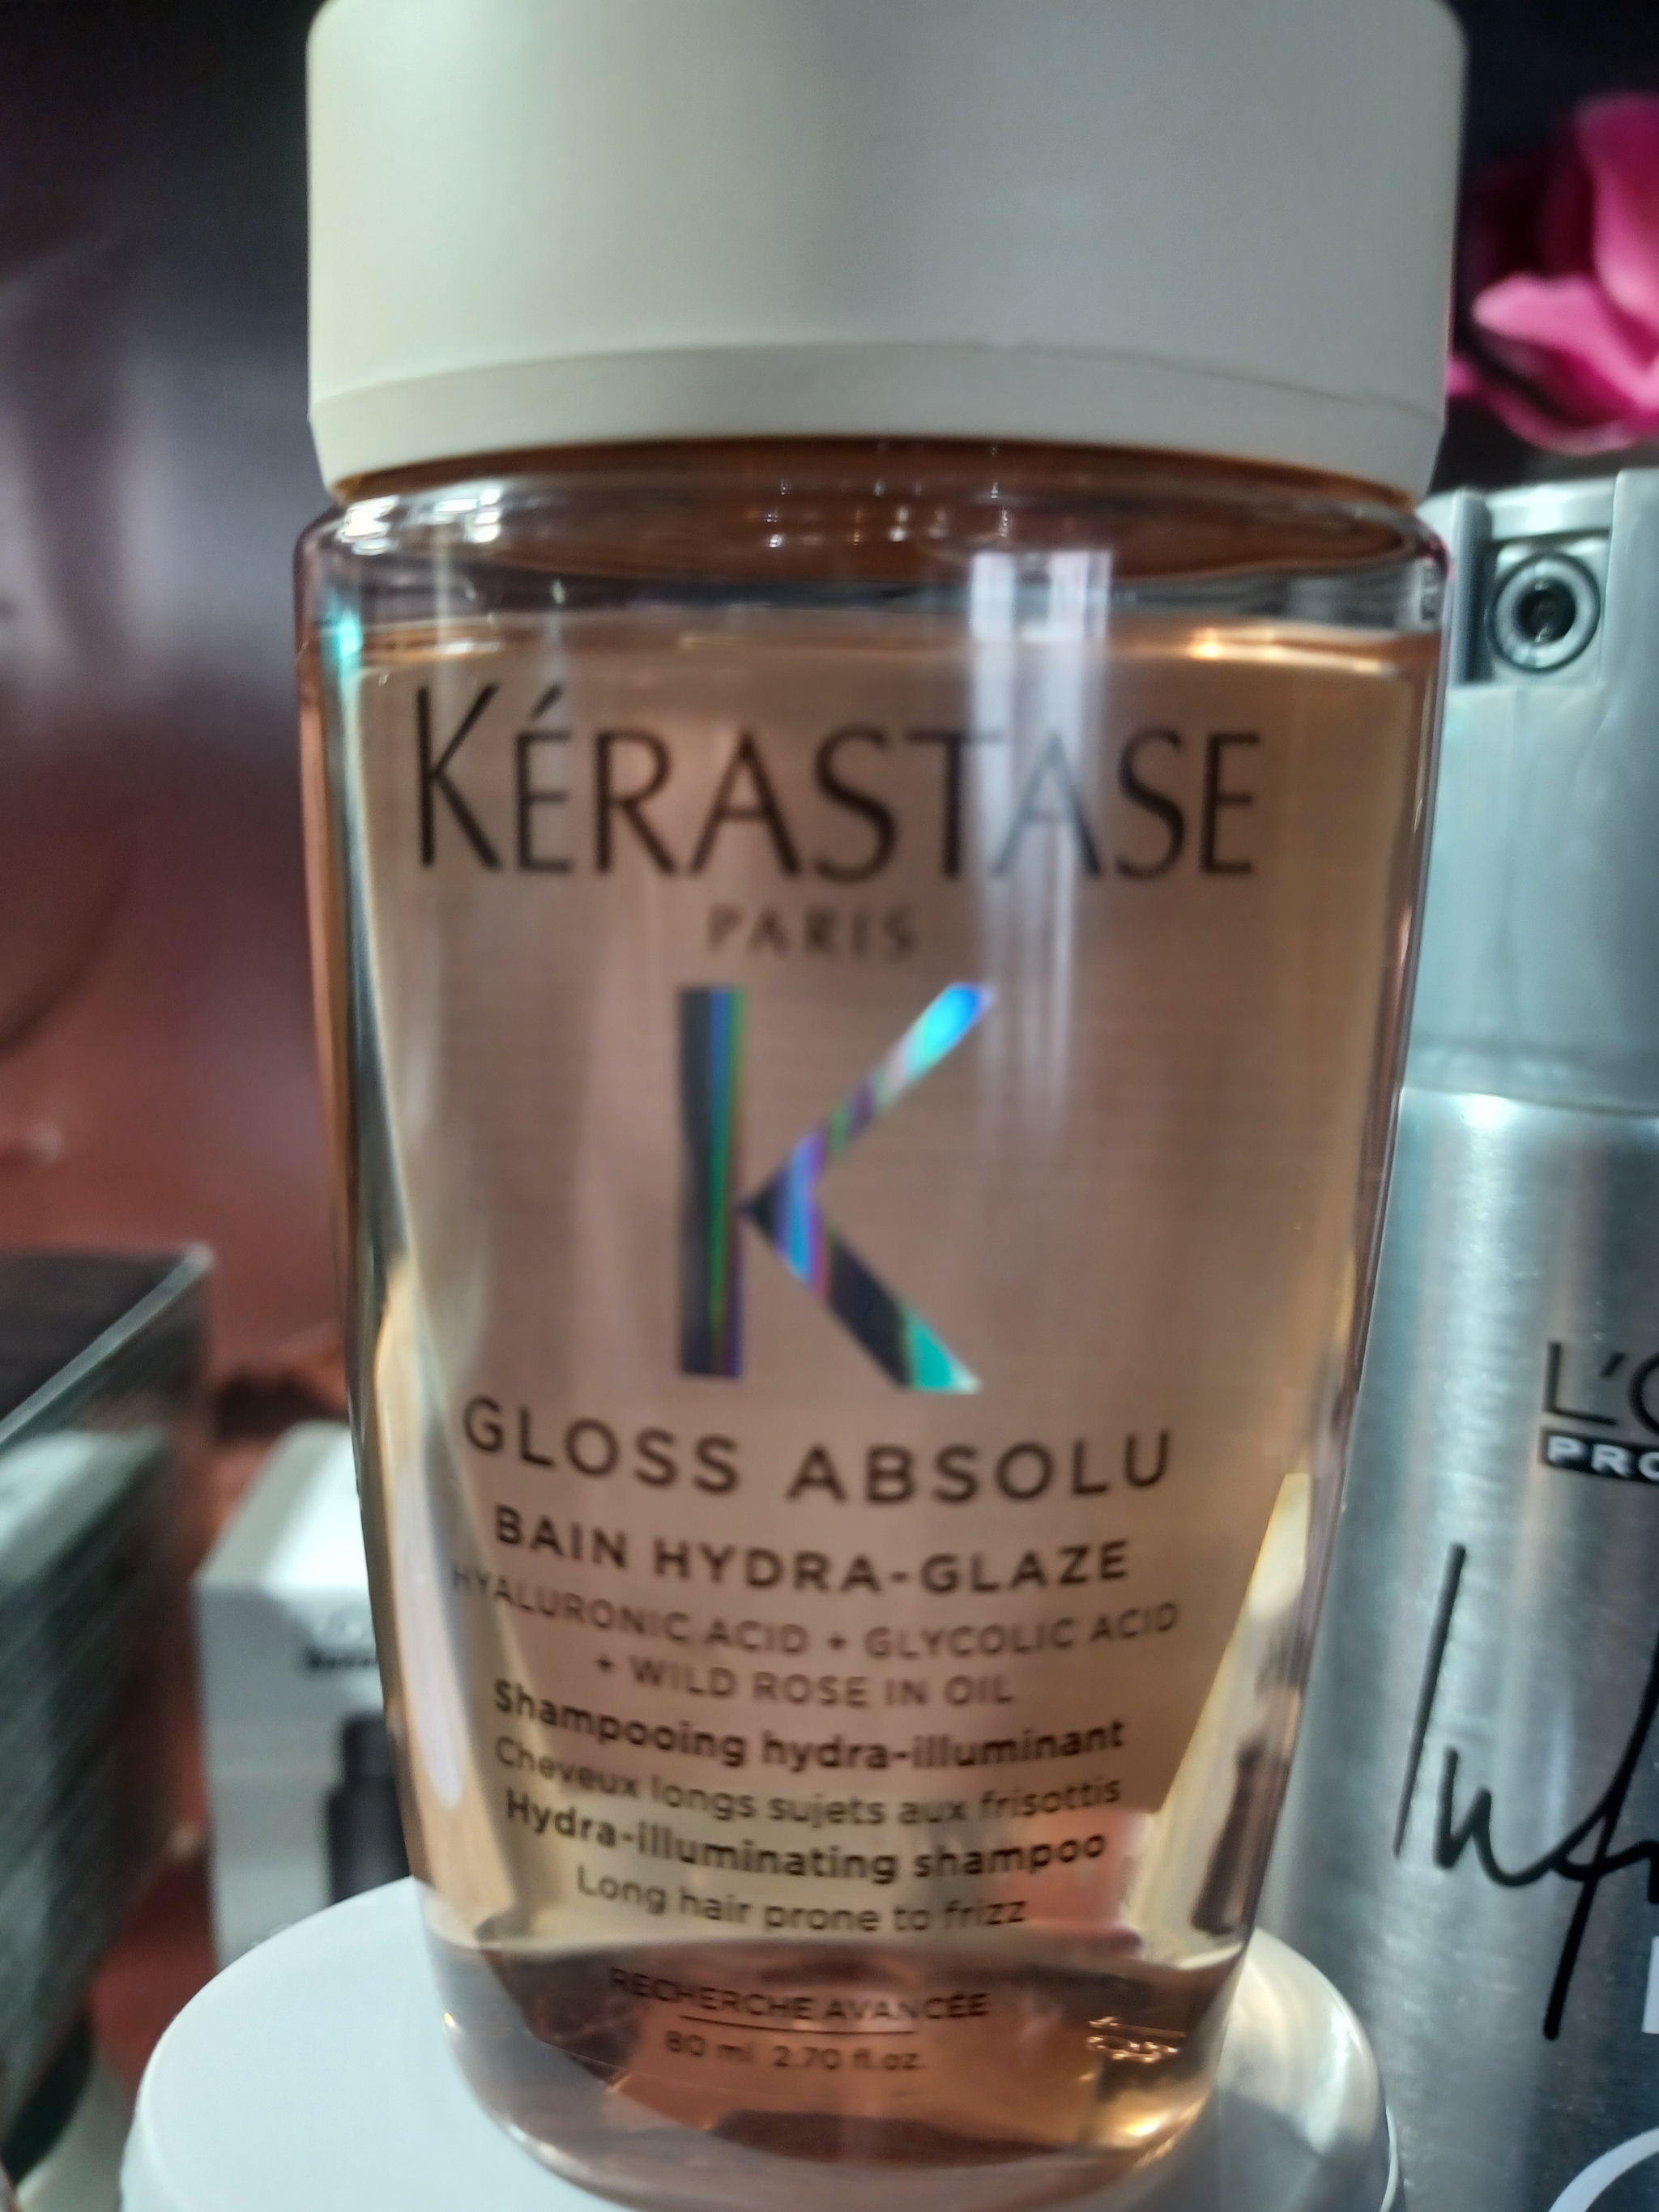 KÉRASTASE
PARIS
K
GLOSS ABSOLU
BAIN HYDRA-GLAZE
HYALURONIC ACID + GLYCOLIC ACID
+ WILD ROSE IN OIL
Shampooing hydra-illuminant
Cheveux longs sujets aux frisottis
Hydra-illuminating shampoo
Long hair prone to frizz
RECHERCHE AVANCÉE
80 ml 2.70 fl.oz.